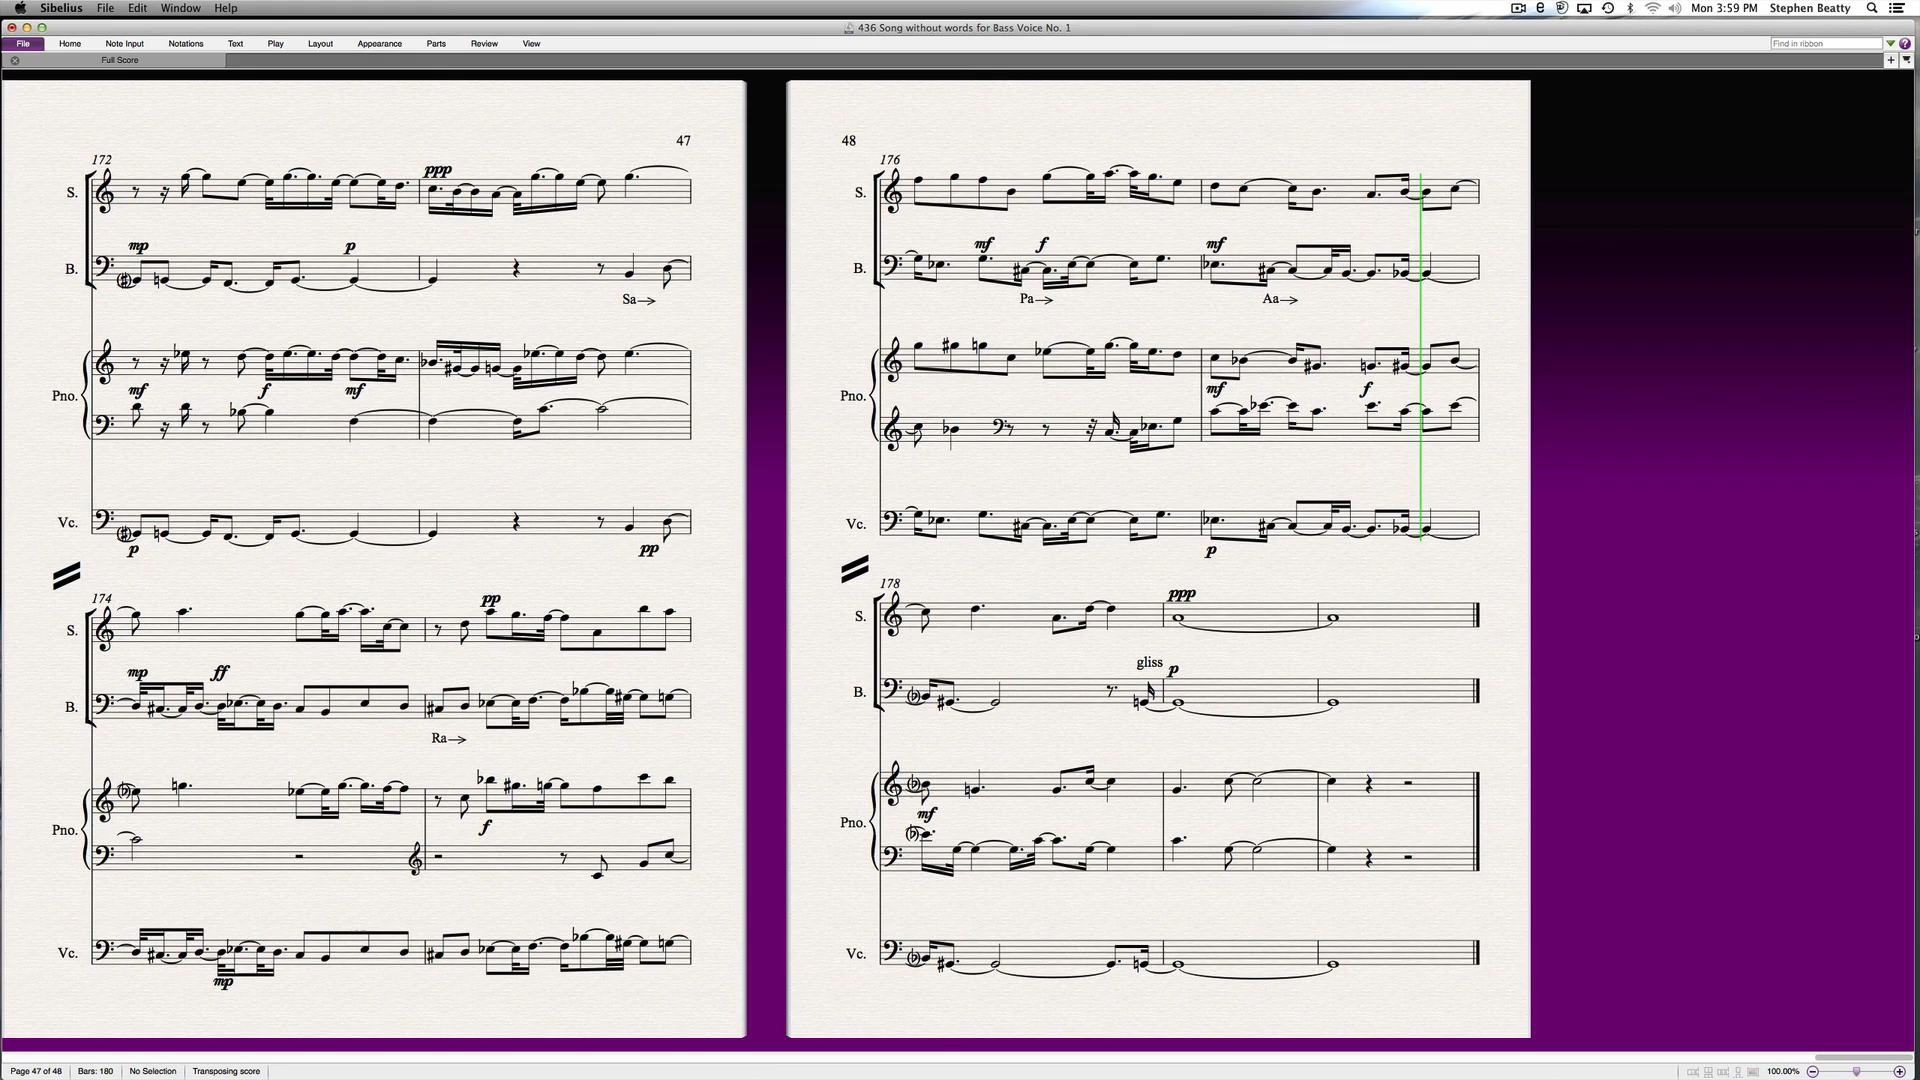 Sibelius File Edit Window Help Mon 3:59 PM Stephen Beatty
436 Song without words for Bass Voice No. 1
File Home Note Input Notations Text Play Layout Appearance Parts Review View Find in ribbon
Full Score
47
172
ppp
S.
mp p
B.
Sa
Pno.
mf f mf
Vc.
p pp
174
pp
S.
mp ff
B.
Ra
f
Pno.
Vc.
mp
48
176
S.
mf f mf
B.
Pa Aa
mf f
Pno.
Vc.
p
178
ppp
S.
gliss p
B.
mf
Pno.
Vc.
Page 47 of 48 Bars: 180 No Selection Transposing score 100.00%